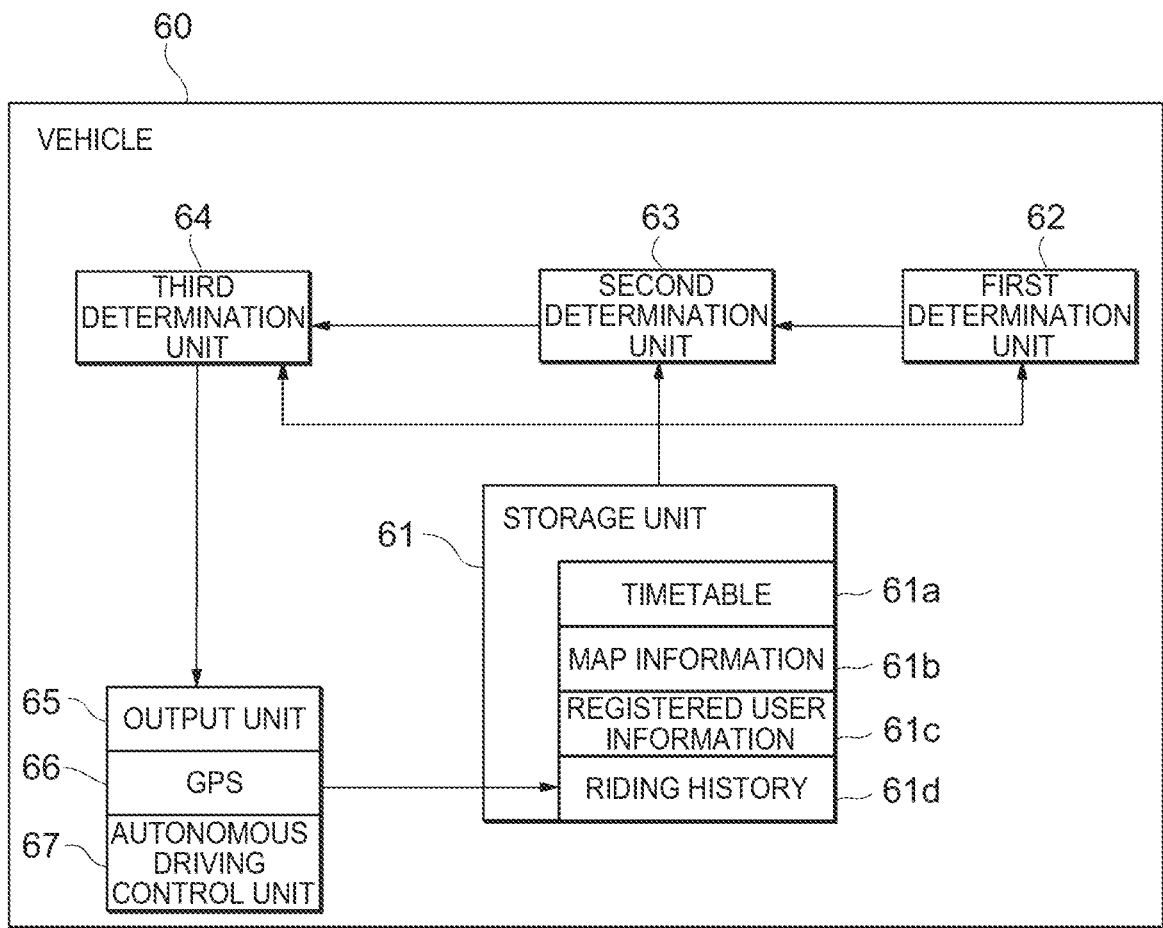 60
VEHICLE
64
THIRD
DETERMINATION
UNIT
63
SECOND
DETERMINATION
UNIT
62
FIRST
DETERMINATION
UNIT
61
STORAGE UNIT
TIMETABLE
61a
MAP INFORMATION
61b
REGISTERED USER
INFORMATION
61c
RIDING HISTORY
61d
65
OUTPUT UNIT
66
GPS
67
AUTONOMOUS
DRIVING
CONTROL UNIT